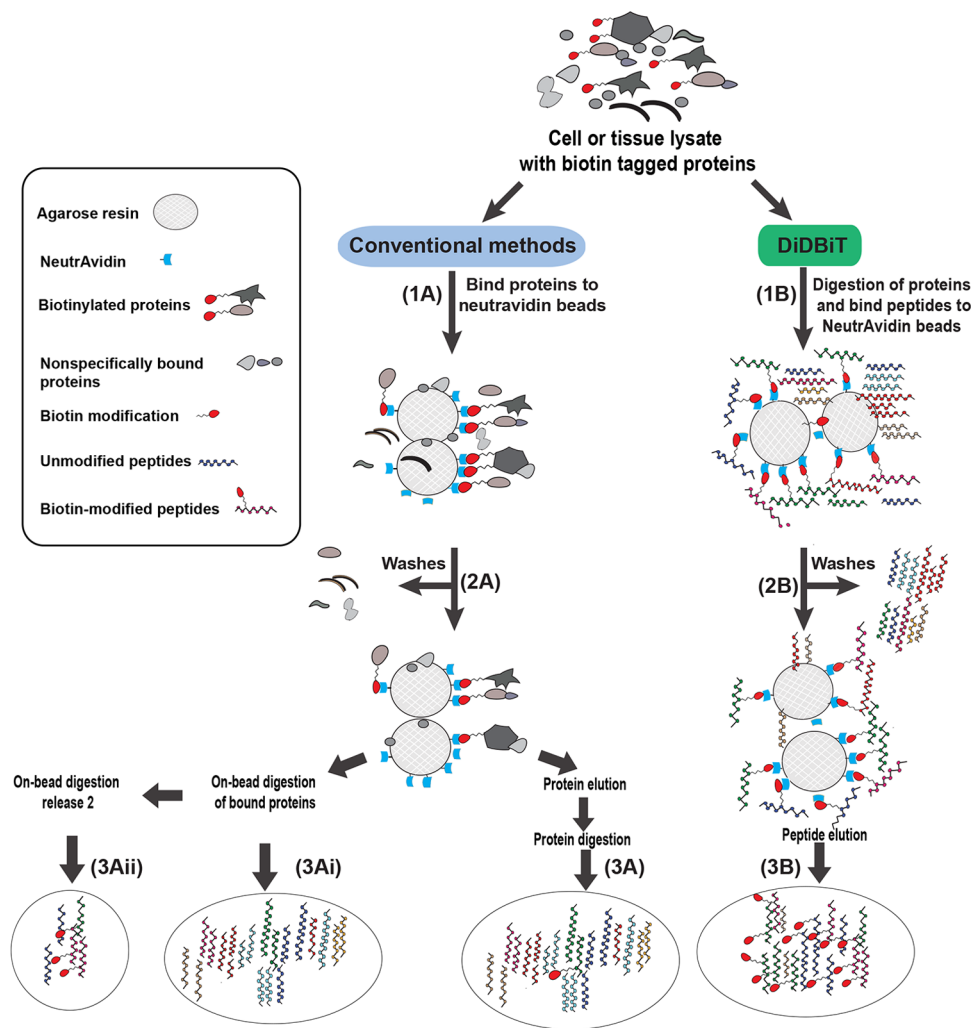 Cell or tissue lysate
with biotin tagged proteins
Agarose resin
NeutrAvidin
Biotinylated proteins
Nonspecifically bound
proteins
Biotin modification
Unmodified peptides
Biotin-modified peptides
Conventional methods
DiDBiT
(1A)
Bind proteins to
neutravidin beads
(1B)
Digestion of proteins
and bind peptides to
NeutrAvidin beads
Washes
(2A)
(2B)
Washes
On-bead digestion
release 2
On-bead digestion
of bound proteins
Protein elution
Protein digestion
Peptide elution
(3Aii)
(3Ai)
(3A)
(3B)